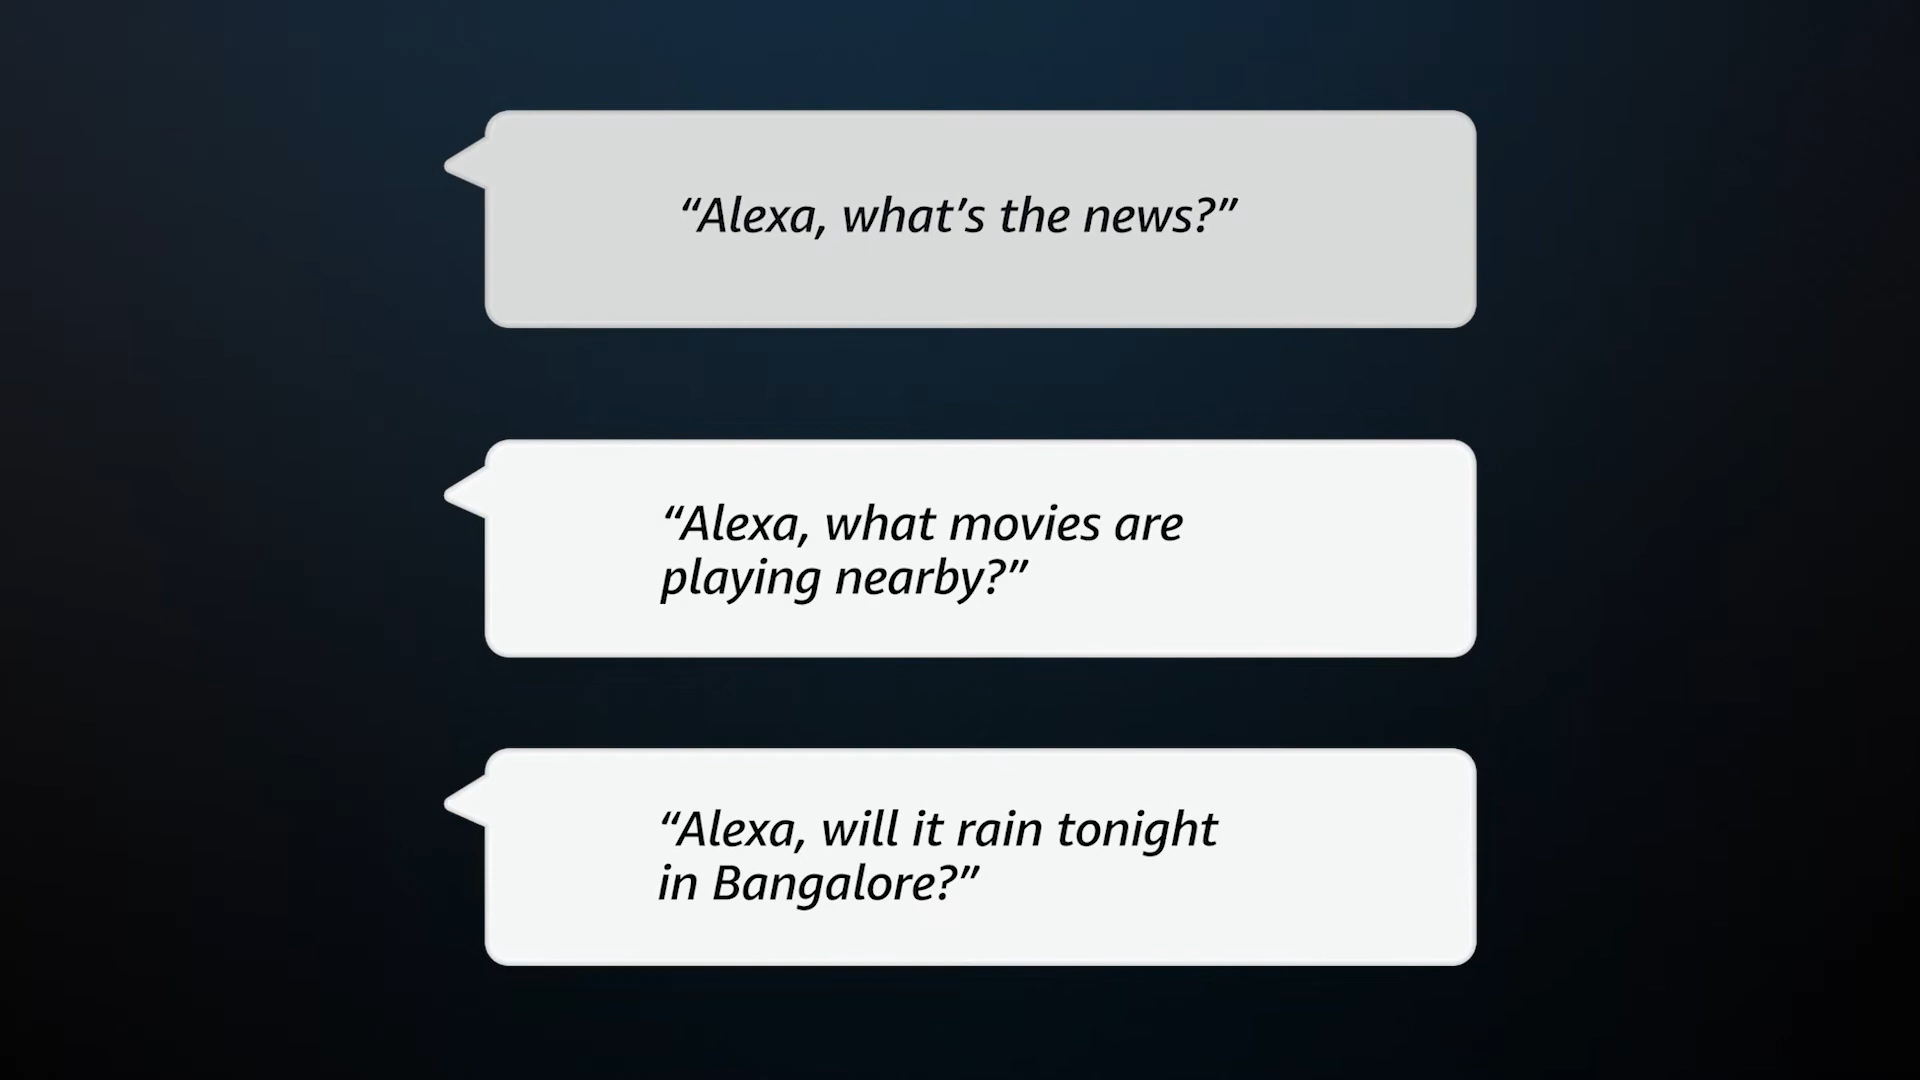 “Alexa, what’s the news?”
“Alexa, what movies are
playing nearby?”
“Alexa, will it rain tonight
in Bangalore?”